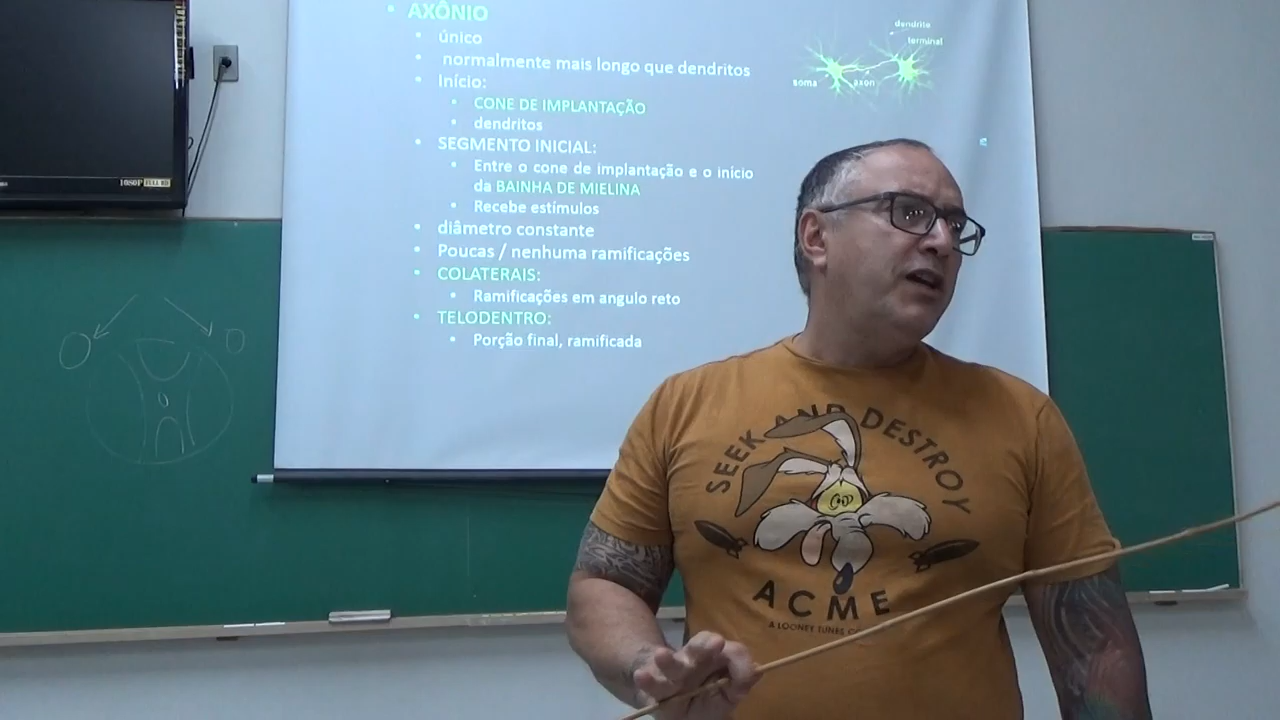 AXÔNIO
único
normalmente mais longo que dendritos
Início:
CONE DE IMPLANTAÇÃO
dendritos
SEGMENTO INICIAL:
Entre o cone de implantação e o início
da BAINHA DE MIELINA
Recebe estímulos
diâmetro constante
Poucas / nenhuma ramificações
COLATERAIS:
Ramificações em angulo reto
TELODENTRO:
Porção final, ramificada
dendrite
terminal
soma
axon
1080P FULL HD
SEEK AND DESTROY
ACME
A LOONEY TUNES